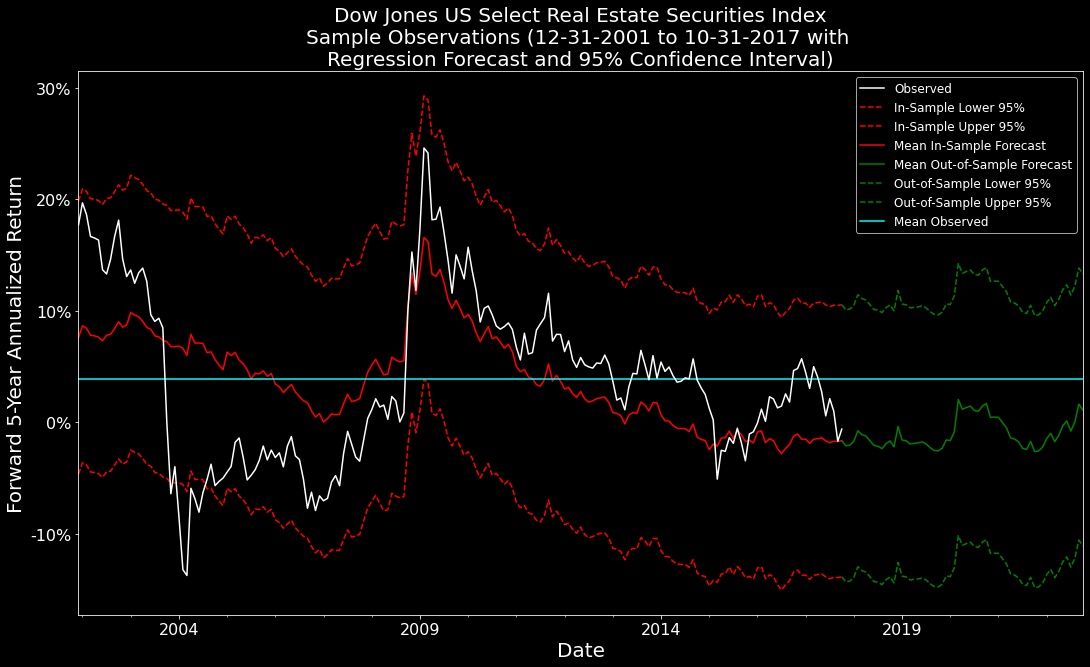 Dow Jones US Select Real Estate Securities Index
Sample Observations (12-31-2001 to 10-31-2017 with
Regression Forecast and 95% Confidence Interval)
30%
20%
10%
0%
-10%
Forward 5-Year Annualized Return
Observed
In-Sample Lower 95%
In-Sample Upper 95%
Mean In-Sample Forecast
Mean Out-of-Sample Forecast
Out-of-Sample Lower 95%
Out-of-Sample Upper 95%
Mean Observed
2004
2009
2014
2019
Date